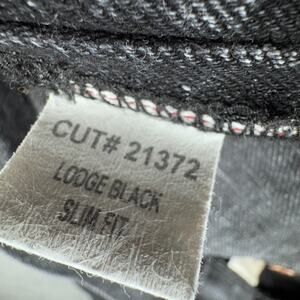 CUT# 21372
LODGE BLACK
SLIM FIT